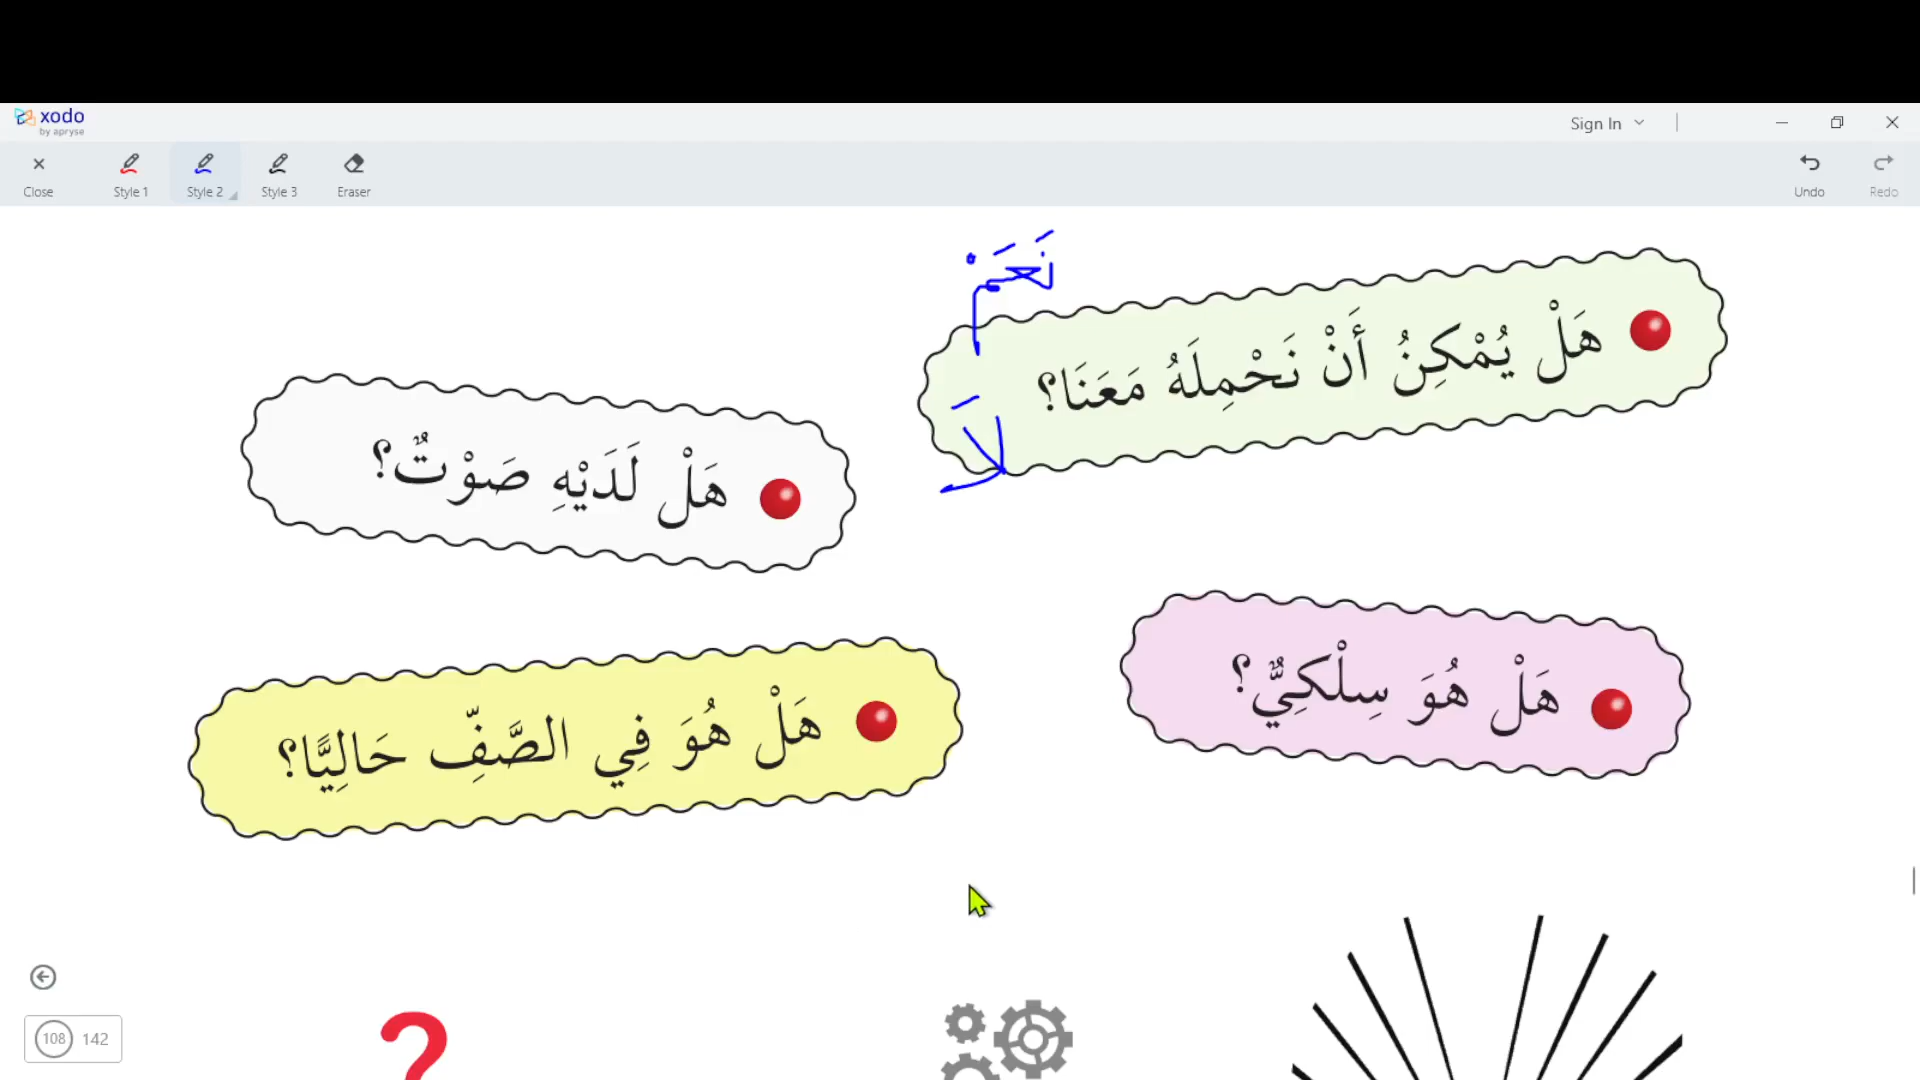 xodo
by apryse
Sign In
Close
Style 1
Style 2
Style 3
Eraser
Undo
Redo
نَعَمْ
هَلْ يُمْكِنُ أَنْ نَحْمِلَهُ مَعَنَا؟
لَا
هَلْ لَدَيْهِ صَوْتٌ؟
هَلْ هُوَ سِلْكِيٌّ؟
هَلْ هُوَ فِي الصَّفِّ حَالِيًّا؟
?
108 142